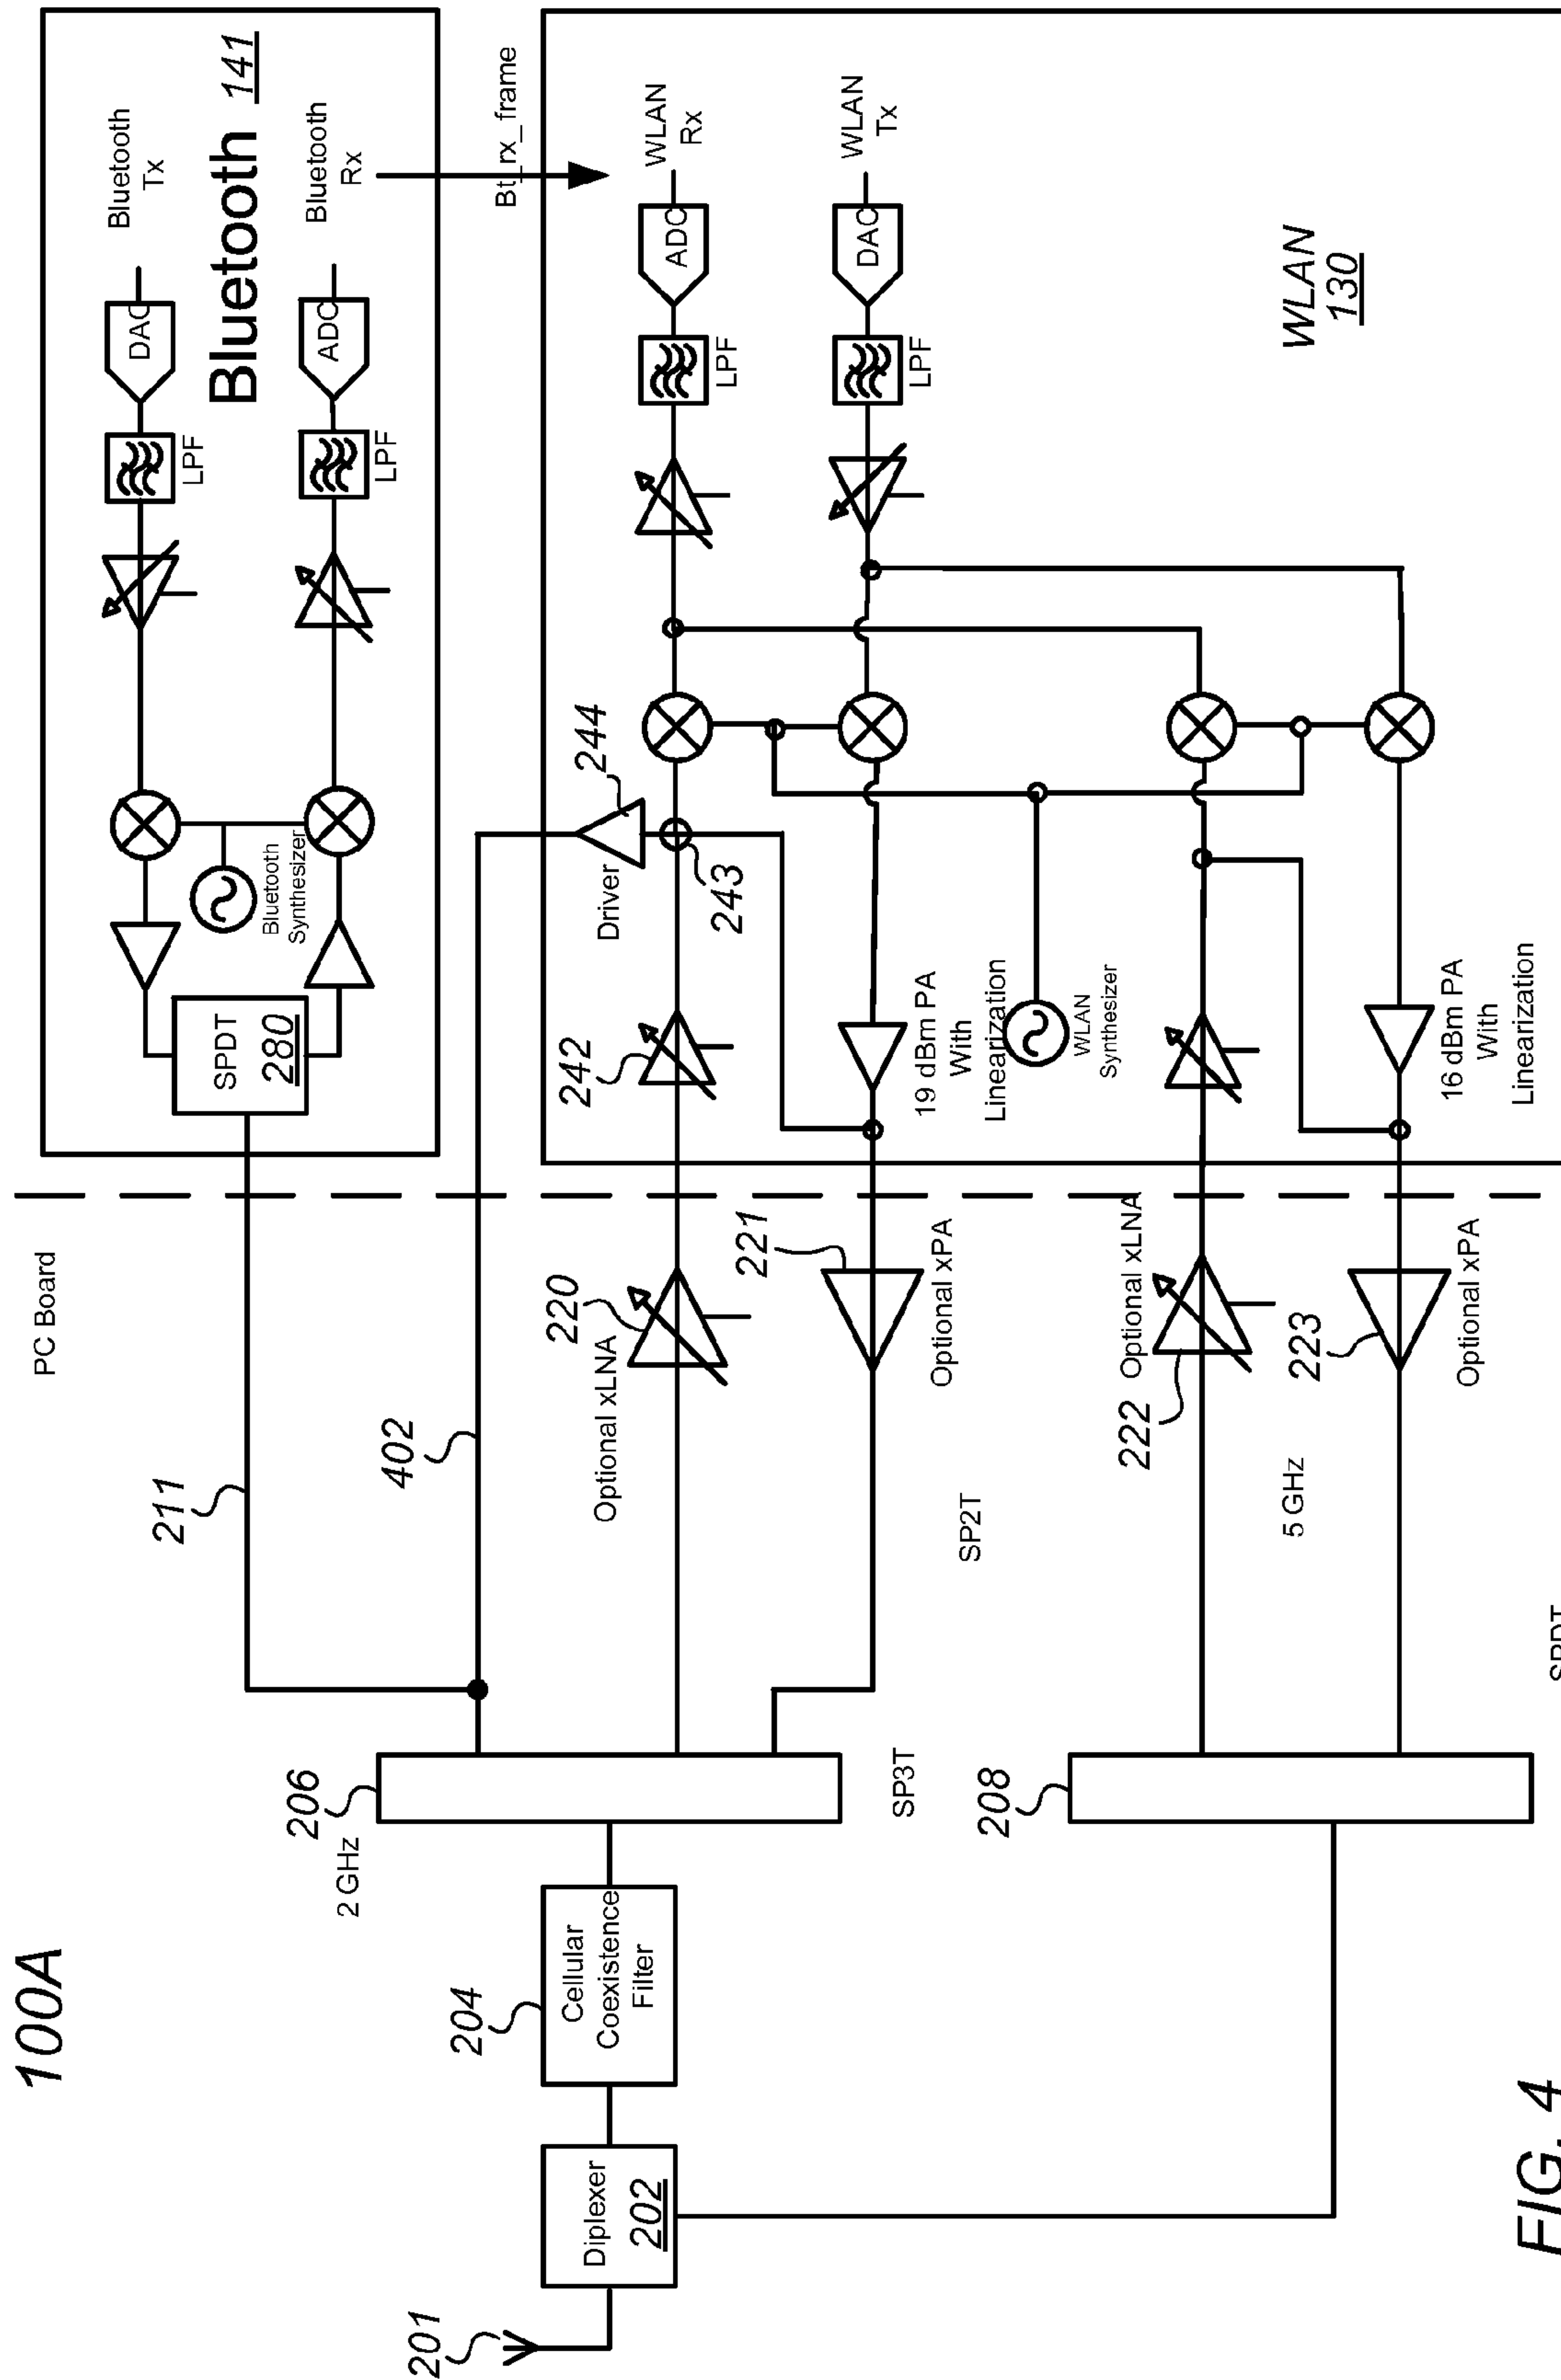 100A
PC Board
Bluetooth
Tx
DAC
LPF
Bluetooth 141
Bluetooth
Rx
ADC
LPF
Bluetooth
Synthesizer
SPDT
280
211
402
Bt_rx_frame
WLAN
Rx
ADC
LPF
WLAN
Tx
DAC
LPF
WLAN
130
244
Driver
243
242
19 dBm PA
With
Linearization
WLAN
Synthesizer
16 dBm PA
With
Linearization
220
Optional xLNA
221
Optional xPA
Optional xLNA
222
223
Optional xPA
5 GHz
SP2T
SPDT
206
2 GHz
SP3T
208
204
Cellular
Coexistence
Filter
Diplexer
202
201
FIG. 4